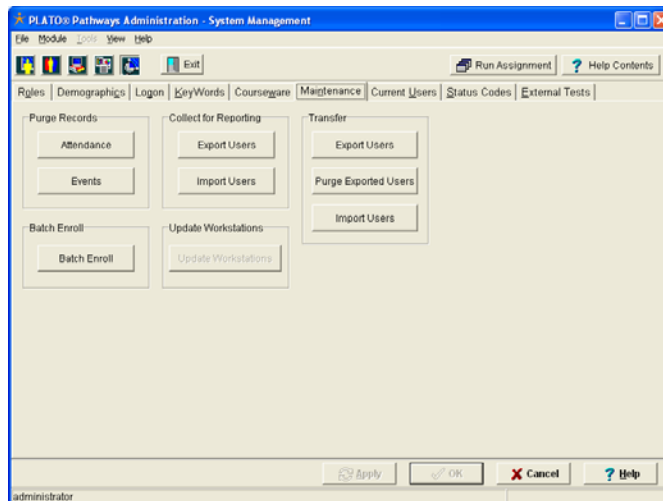 PLATO® Pathways Administration - System Management
File Module Tools View Help
Exit Run Assignment ? Help Contents
Roles Demographics Logon KeyWords Courseware Maintenance Current Users Status Codes External Tests
Purge Records Collect for Reporting Transfer
Attendance Export Users Export Users
Events Import Users Purge Exported Users
Import Users
Batch Enroll Update Workstations
Batch Enroll Update Workstations
Apply OK Cancel ? Help
administrator